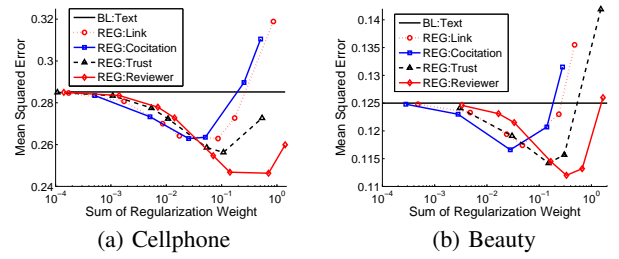 BL:Text
REG:Link
REG:Cocitation
REG:Trust
REG:Reviewer
0.32
0.3
0.28
0.26
0.24
Mean Squared Error
10^-4
10^-3
10^-2
10^-1
10^0
Sum of Regularization Weight
(a) Cellphone
BL:Text
REG:Link
REG:Cocitation
REG:Trust
REG:Reviewer
0.14
0.135
0.13
0.125
0.12
0.115
0.11
Mean Squared Error
10^-4
10^-3
10^-2
10^-1
10^0
Sum of Regularization Weight
(b) Beauty